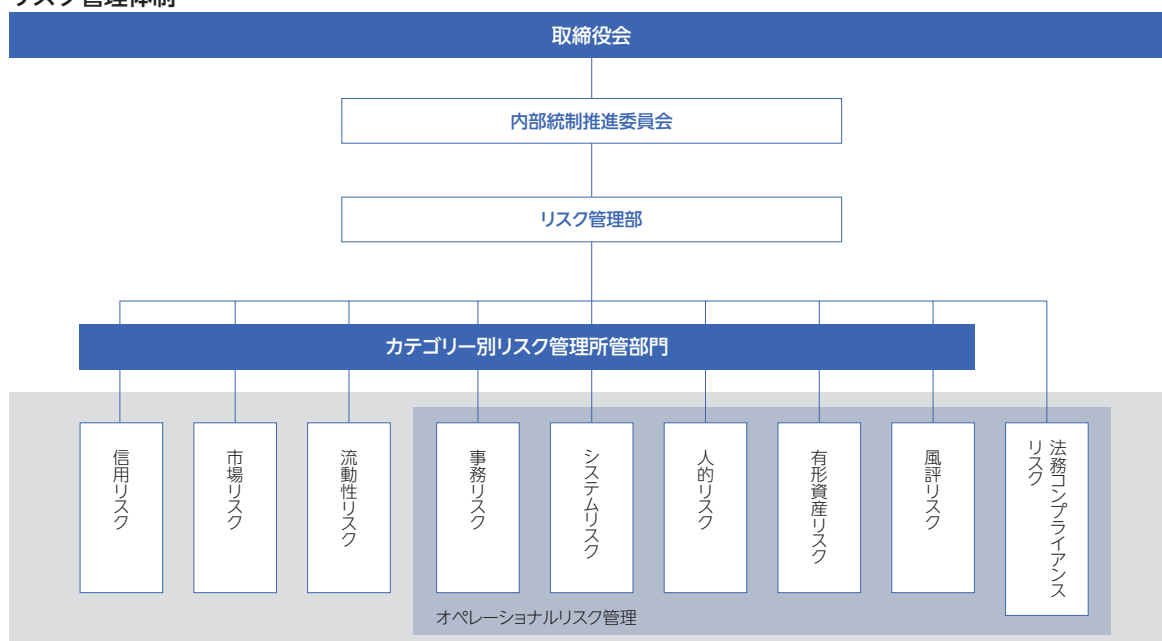 リスク管理体制
取締役会
内部統制推進委員会
リスク管理部
カテゴリー別リスク管理所管部門
信用リスク
市場リスク
流動性リスク
事務リスク
システムリスク
人的リスク
有形資産リスク
風評リスク
法務コンプライアンス
リスク
オペレーショナルリスク管理